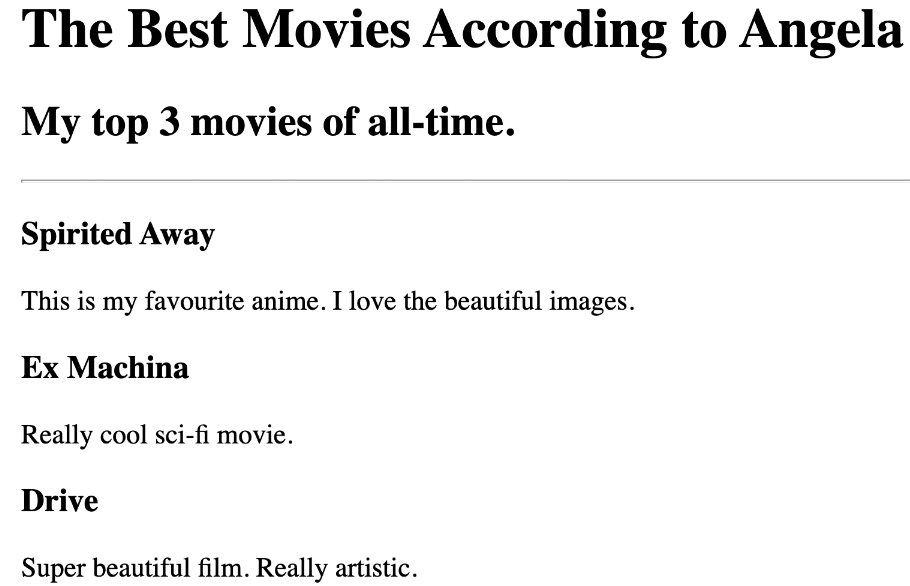 The Best Movies According to Angela
My top 3 movies of all-time.
Spirited Away
This is my favourite anime. I love the beautiful images.
Ex Machina
Really cool sci-fi movie.
Drive
Super beautiful film. Really artistic.